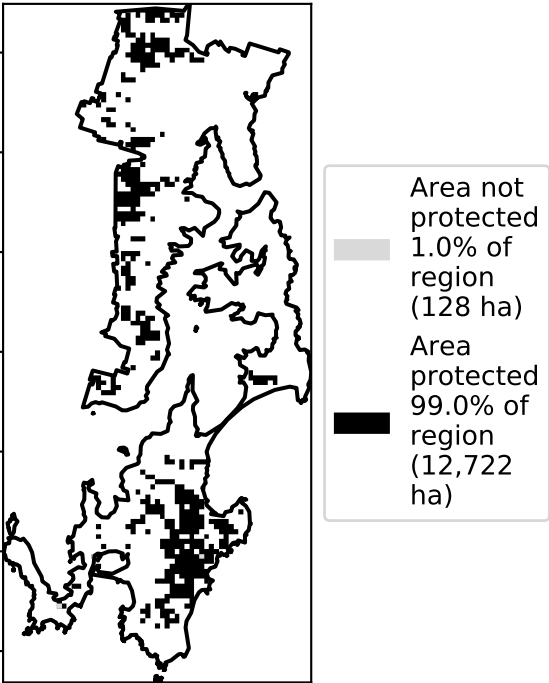 Area not
protected
1.0% of
region
(128 ha)
Area
protected
99.0% of
region
(12,722
ha)